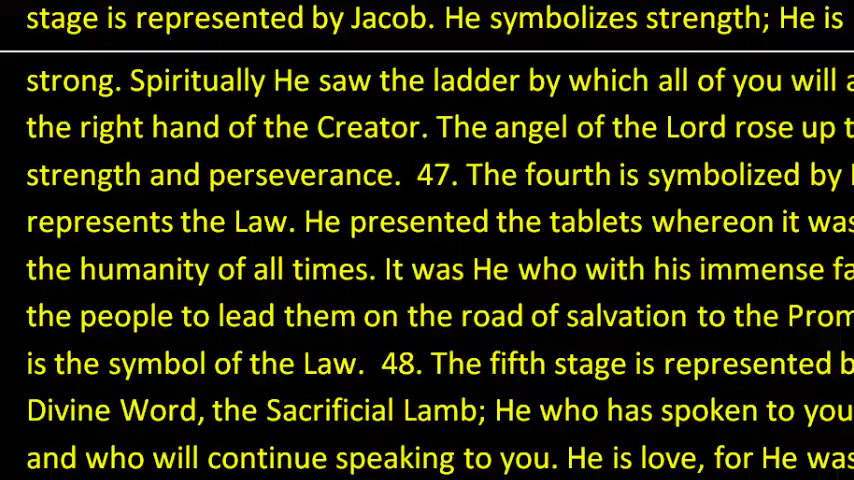 stage is represented by Jacob. He symbolizes strength; He is
strong. Spiritually He saw the ladder by which all of you will
the right hand of the Creator. The angel of the Lord rose up
strength and perseverance. 47. The fourth is symbolized by
represents the Law. He presented the tablets whereon it was
the humanity of all times. It was He who with his immense
the people to lead them on the road of salvation to the
is the symbol of the Law. 48. The fifth stage is represented
Divine Word, the Sacrificial Lamb; He who has spoken to you
and who will continue speaking to you. He is love, for He was